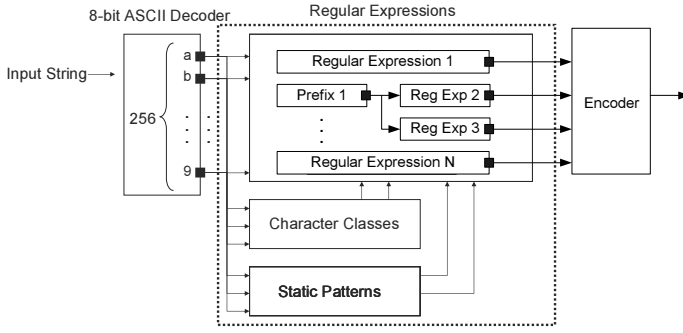 8-bit ASCII Decoder
Regular Expressions
Input String
256
a
b
9
Regular Expression 1
Prefix 1
Reg Exp 2
Reg Exp 3
Regular Expression N
Encoder
Character Classes
Static Patterns